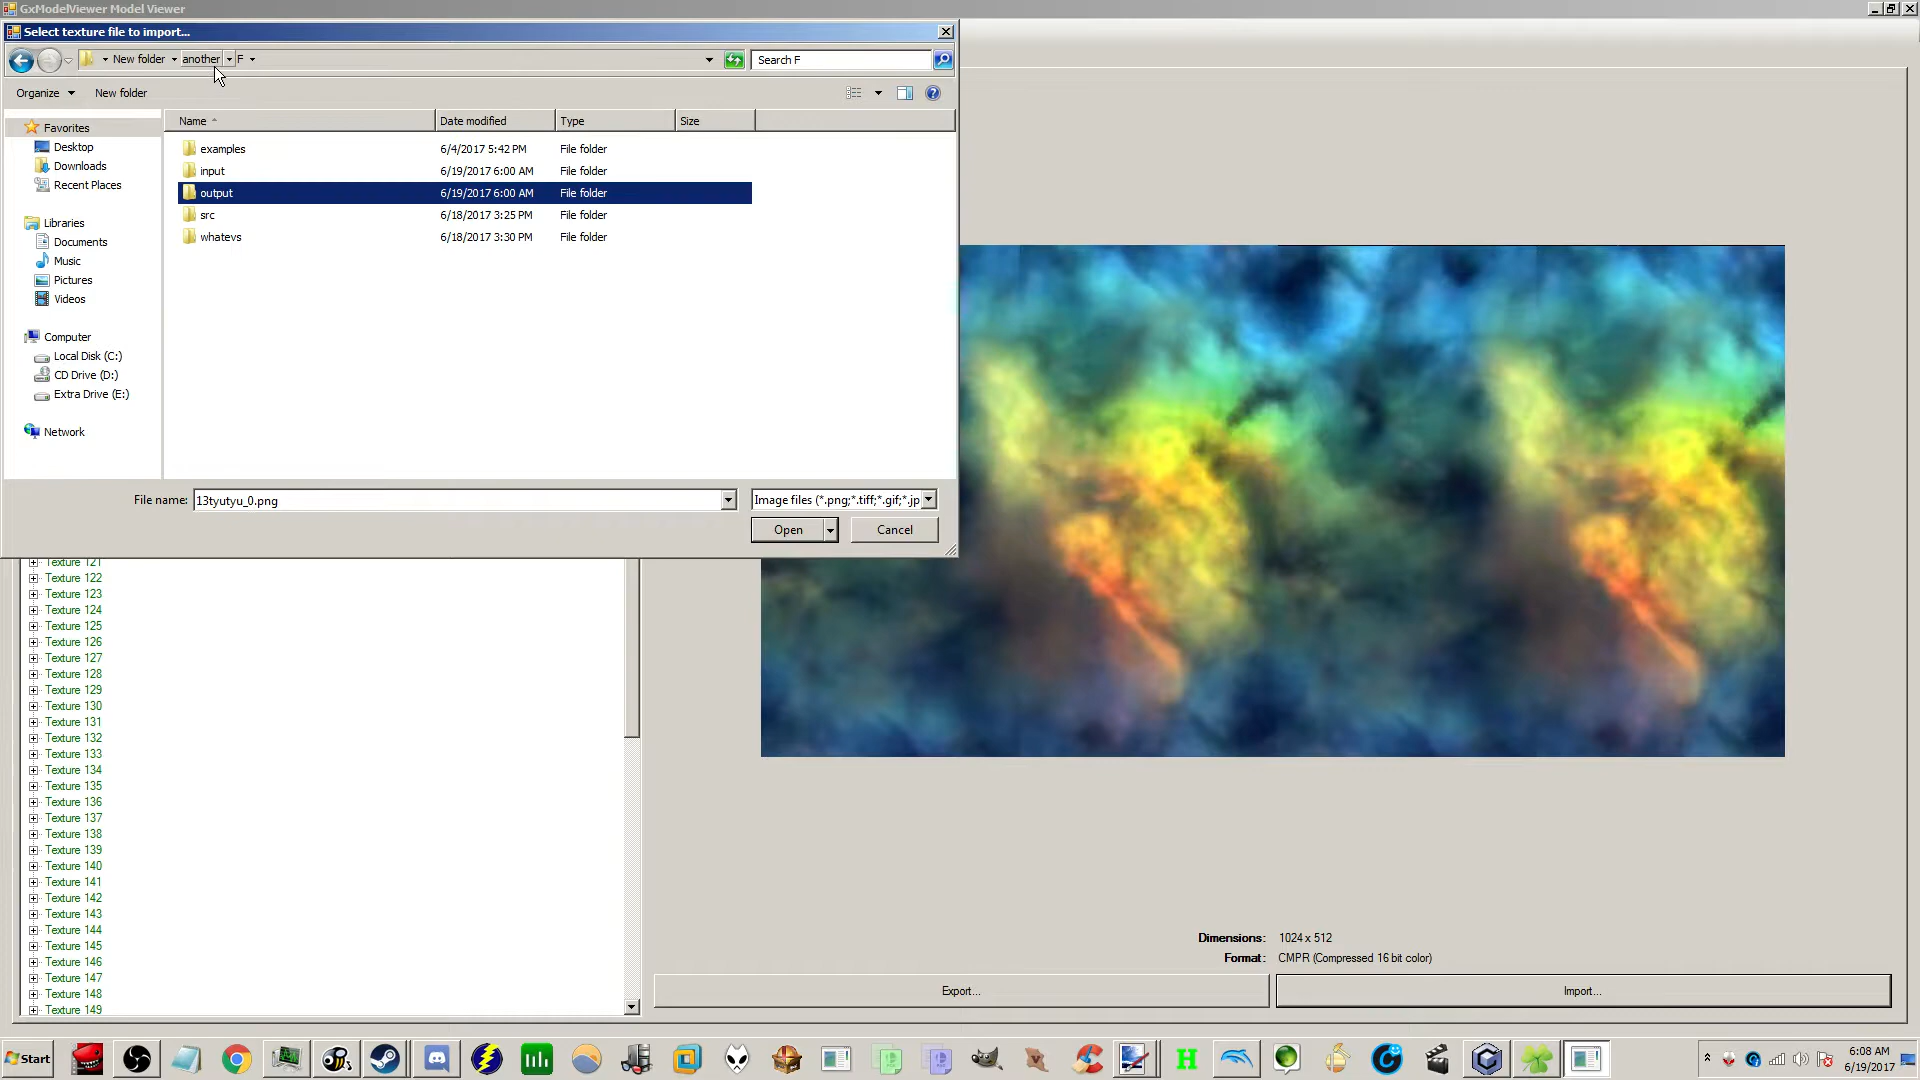 GxModelViewer Model Viewer
Select texture file to import...
New folder another F
Search F
Organize New folder
Name Date modified Type Size
Favorites
Desktop
Downloads
Recent Places
Libraries
Documents
Music
Pictures
Videos
Computer
Local Disk (C:)
CD Drive (D:)
Extra Drive (E:)
Network
examples 6/4/2017 5:42 PM File folder
input 6/19/2017 6:00 AM File folder
output 6/19/2017 6:00 AM File folder
src 6/18/2017 3:25 PM File folder
whatevs 6/18/2017 3:30 PM File folder
File name: 13tyutyu_0.png
Image files (*.png;*.tiff;*.gif;*.jp
Open Cancel
Texture 121
Texture 122
Texture 123
Texture 124
Texture 125
Texture 126
Texture 127
Texture 128
Texture 129
Texture 130
Texture 131
Texture 132
Texture 133
Texture 134
Texture 135
Texture 136
Texture 137
Texture 138
Texture 139
Texture 140
Texture 141
Texture 142
Texture 143
Texture 144
Texture 145
Texture 146
Texture 147
Texture 148
Texture 149
Dimensions: 1024 x 512
Format: CMPR (Compressed 16 bit color)
Export... Import...
Start
6:08 AM
6/19/2017